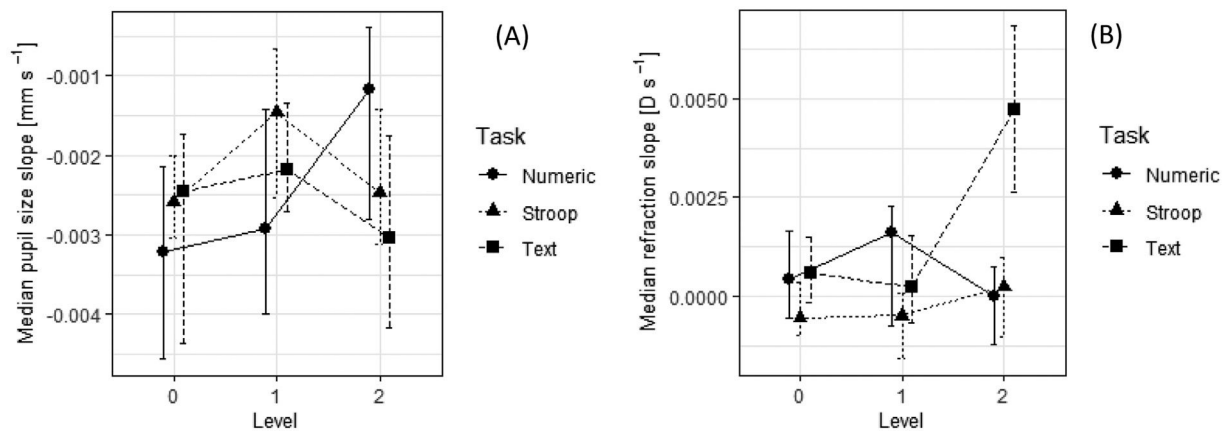 (A)
Median pupil size slope [mm s⁻¹]
-0.001
-0.002
-0.003
-0.004
0 1 2
Level
Task
Numeric
Stroop
Text
(B)
Median refraction slope [D s⁻¹]
0.0050
0.0025
0.0000
0 1 2
Level
Task
Numeric
Stroop
Text